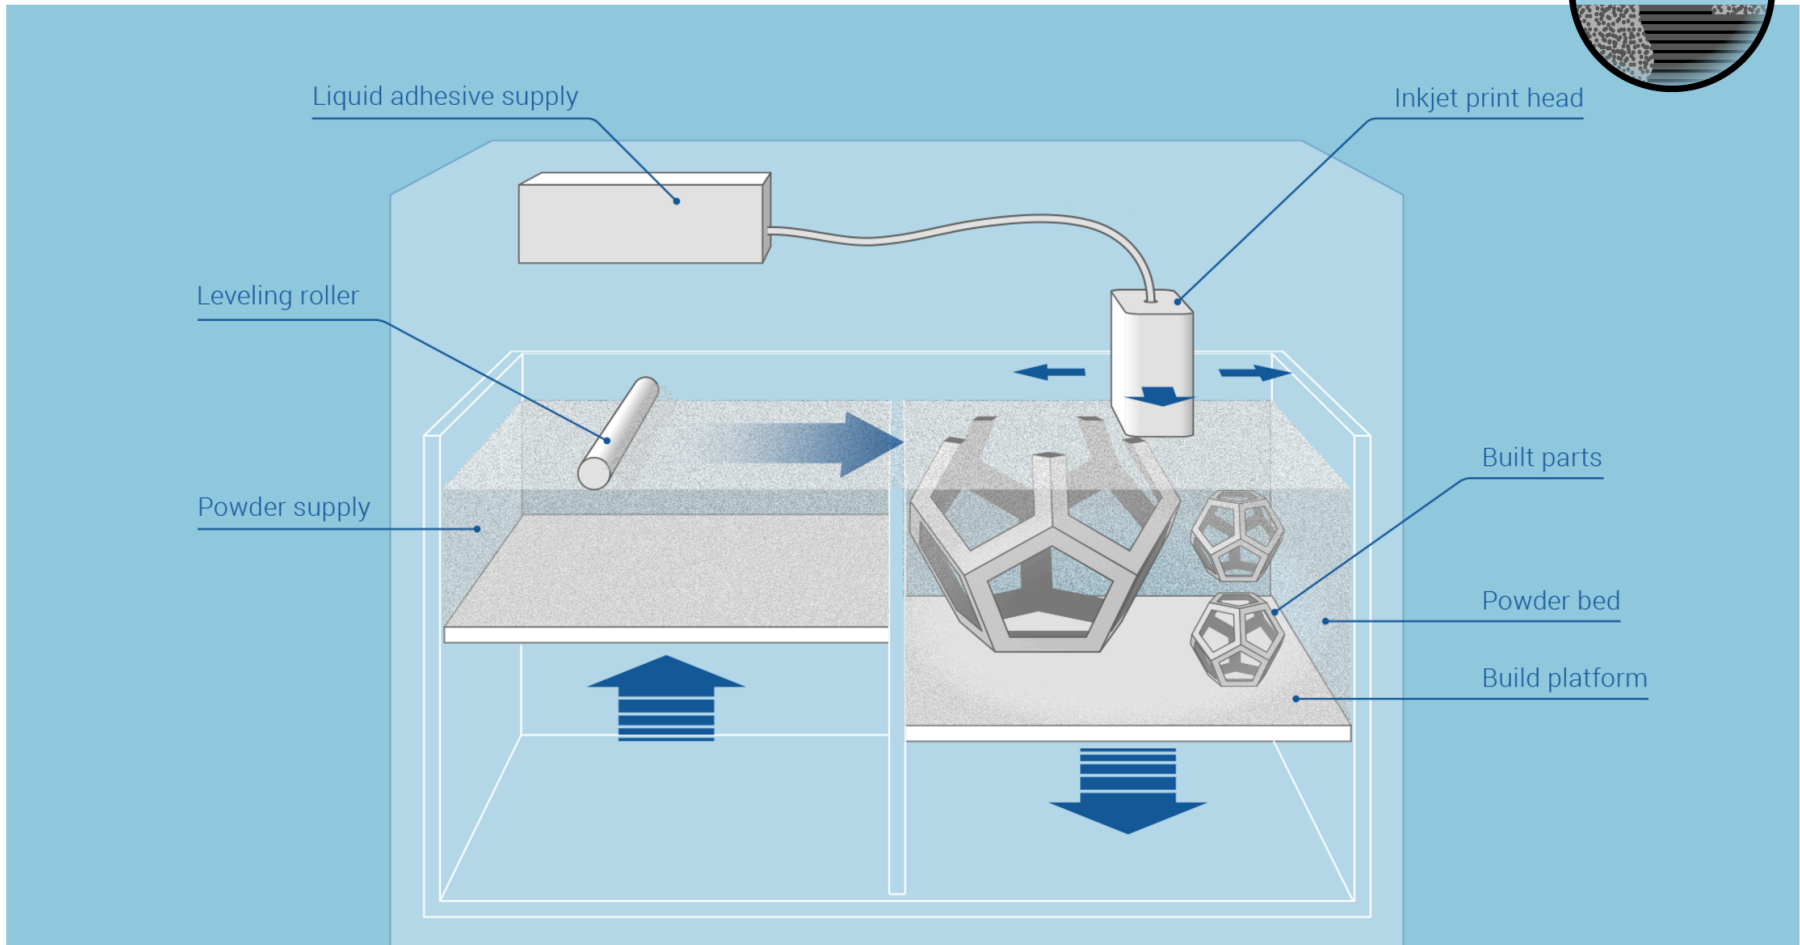 Liquid adhesive supply
Inkjet print head
Leveling roller
Built parts
Powder supply
Powder bed
Build platform